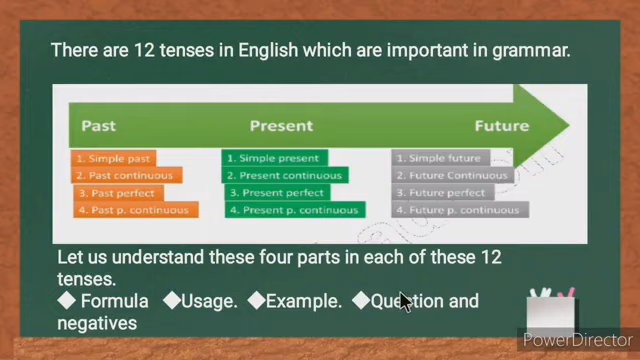 There are 12 tenses in English which are important in grammar.
Past Present Future
1. Simple past 1. Simple present 1. Simple future
2. Past continuous 2. Present continuous 2. Future Continuous
3. Past perfect 3. Present perfect 3. Future perfect
4. Past p. continuous 4. Present p. continuous 4. Future p. continuous
Let us understand these four parts in each of these 12
tenses.
◆ Formula ◆Usage. ◆Example. ◆Question and
negatives
PowerDirector